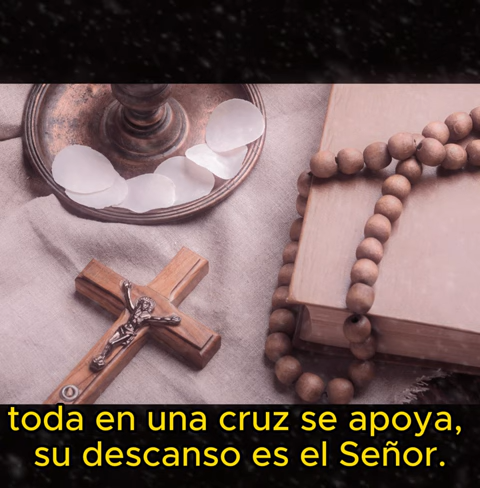 toda en una cruz se apoya,
su descanso es el Señor.